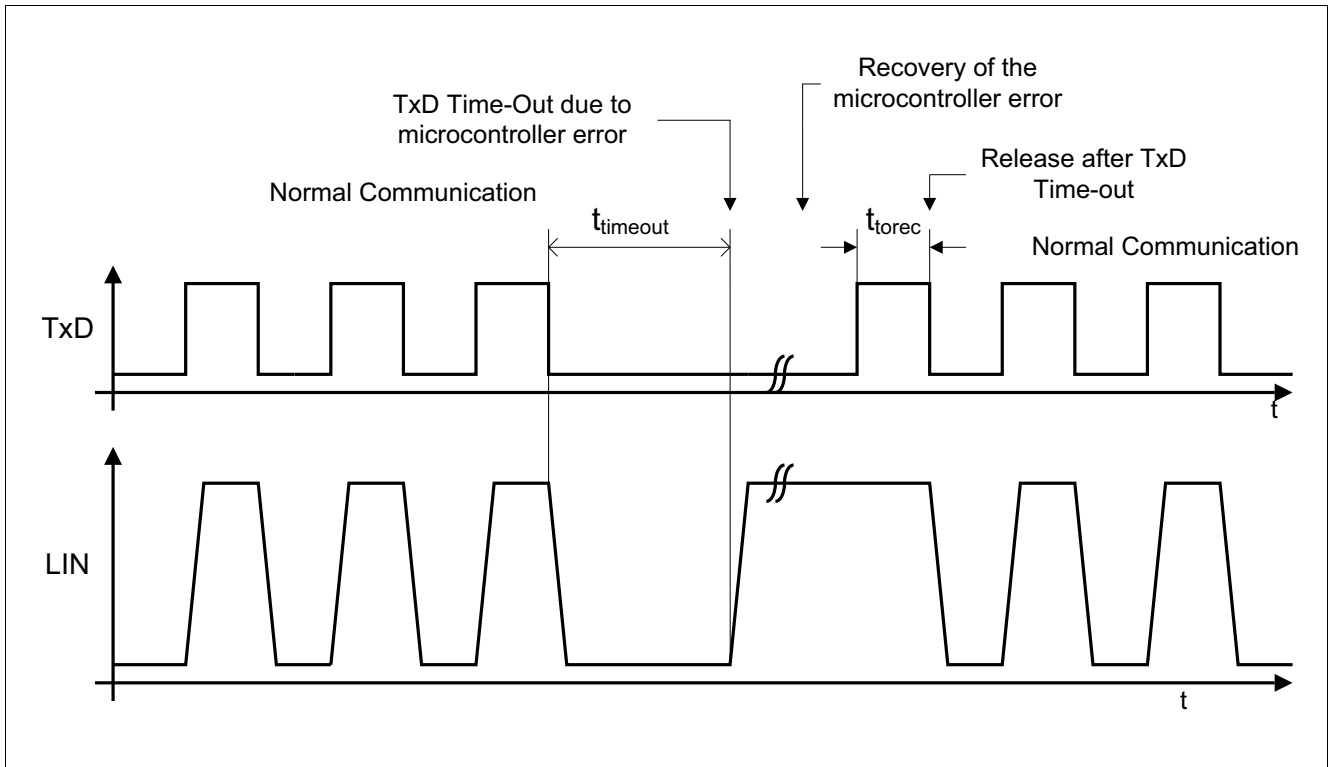 Recovery of the
microcontroller error
TxD Time-Out due to
microcontroller error
Release after TxD
Time-out
Normal Communication
ttimeout
ttorec
Normal Communication
TxD
t
LIN
t